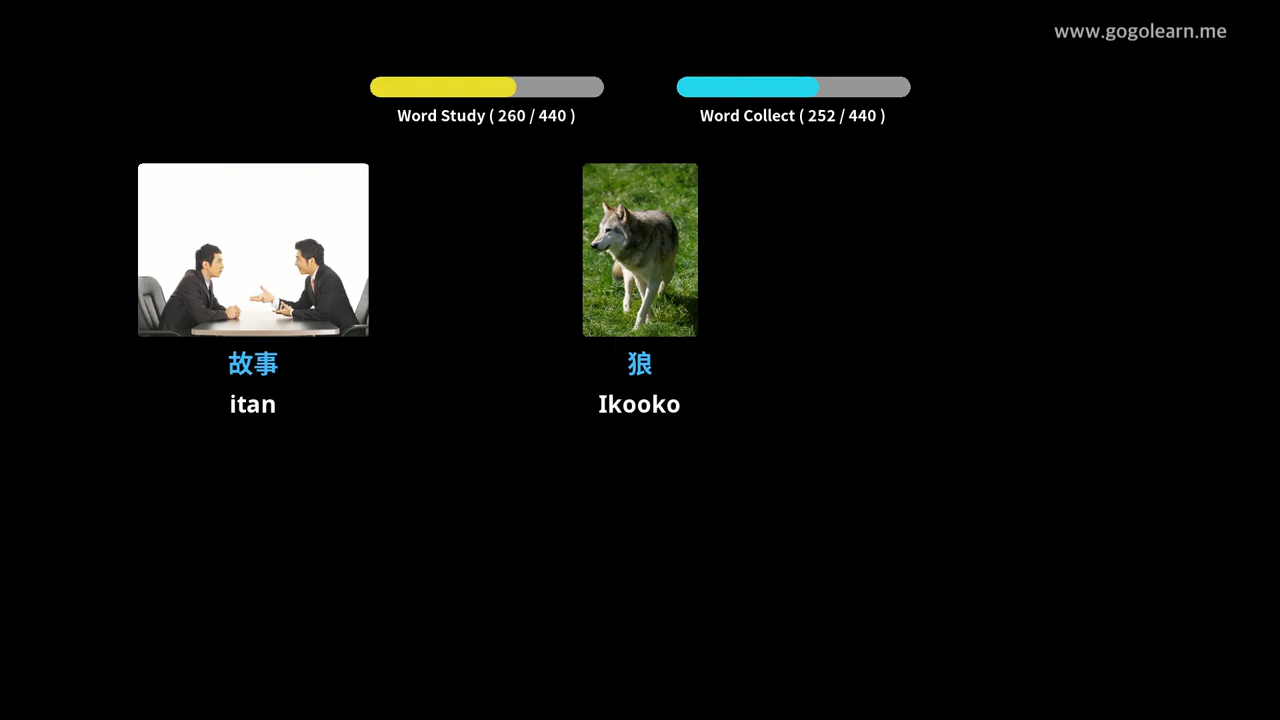 www.gogolearn.me
Word Study ( 260 / 440 )
Word Collect ( 252 / 440 )
故事
狼
itan
Ikooko